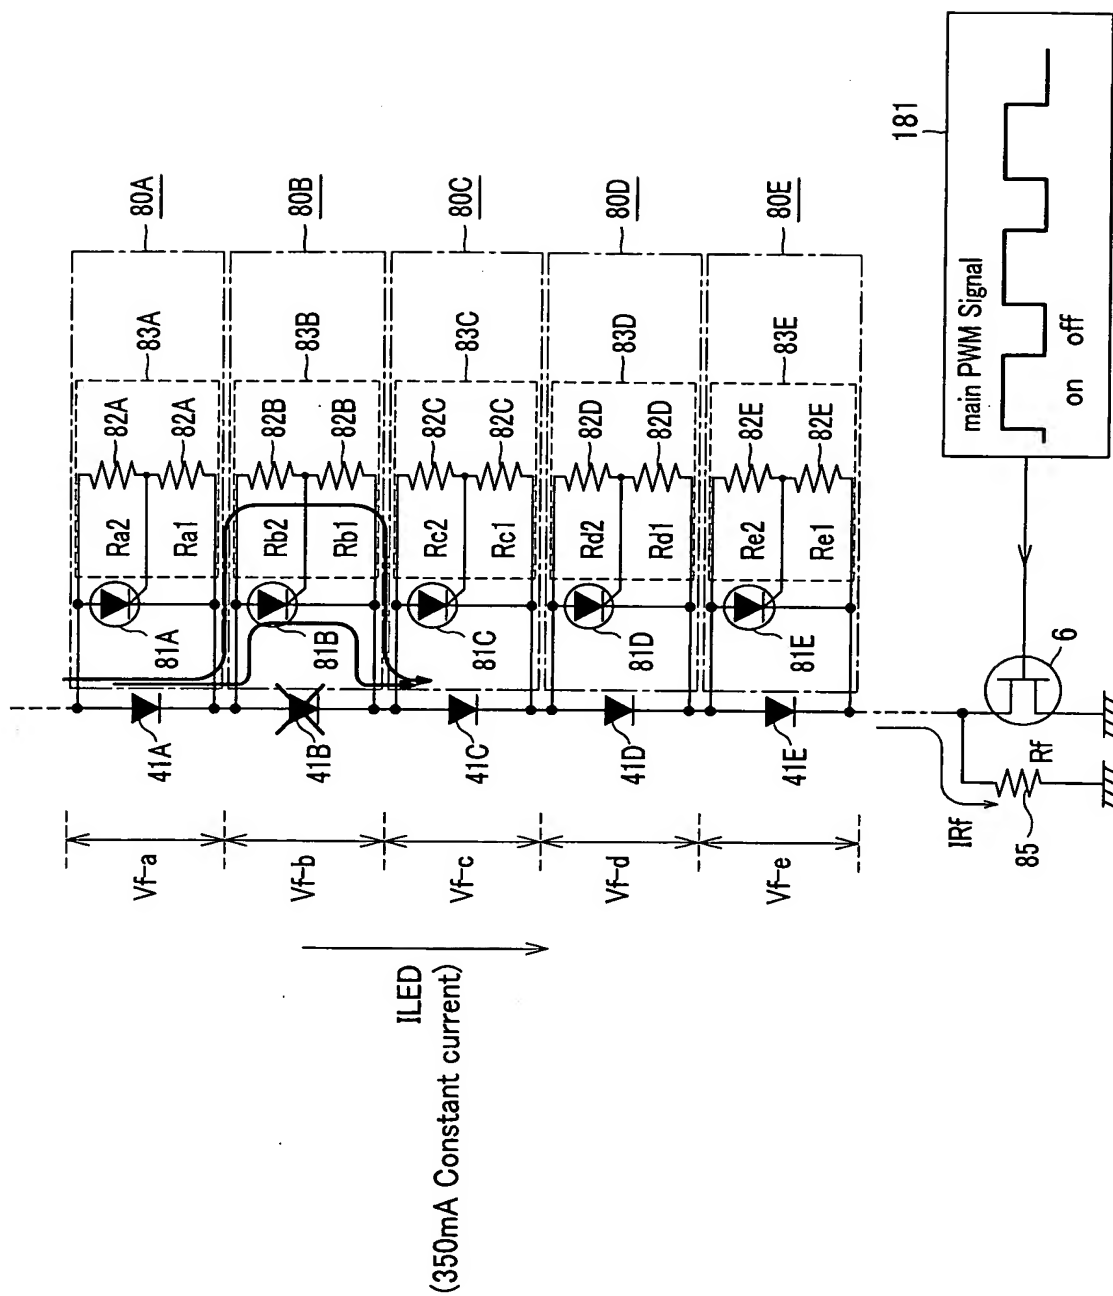 80A
83A
82A
82A
Ra2
Ra1
81A
41A
Vf-a
80B
83B
82B
82B
Rb2
Rb1
81B
41B
Vf-b
80C
83C
82C
82C
Rc2
Rc1
81C
41C
Vf-c
80D
83D
82D
82D
Rd2
Rd1
81D
41D
Vf-d
80E
83E
82E
82E
Re2
Re1
81E
41E
Vf-e
ILED
(350mA Constant current)
181
main PWM Signal
on
off
6
Rf
IRf
85